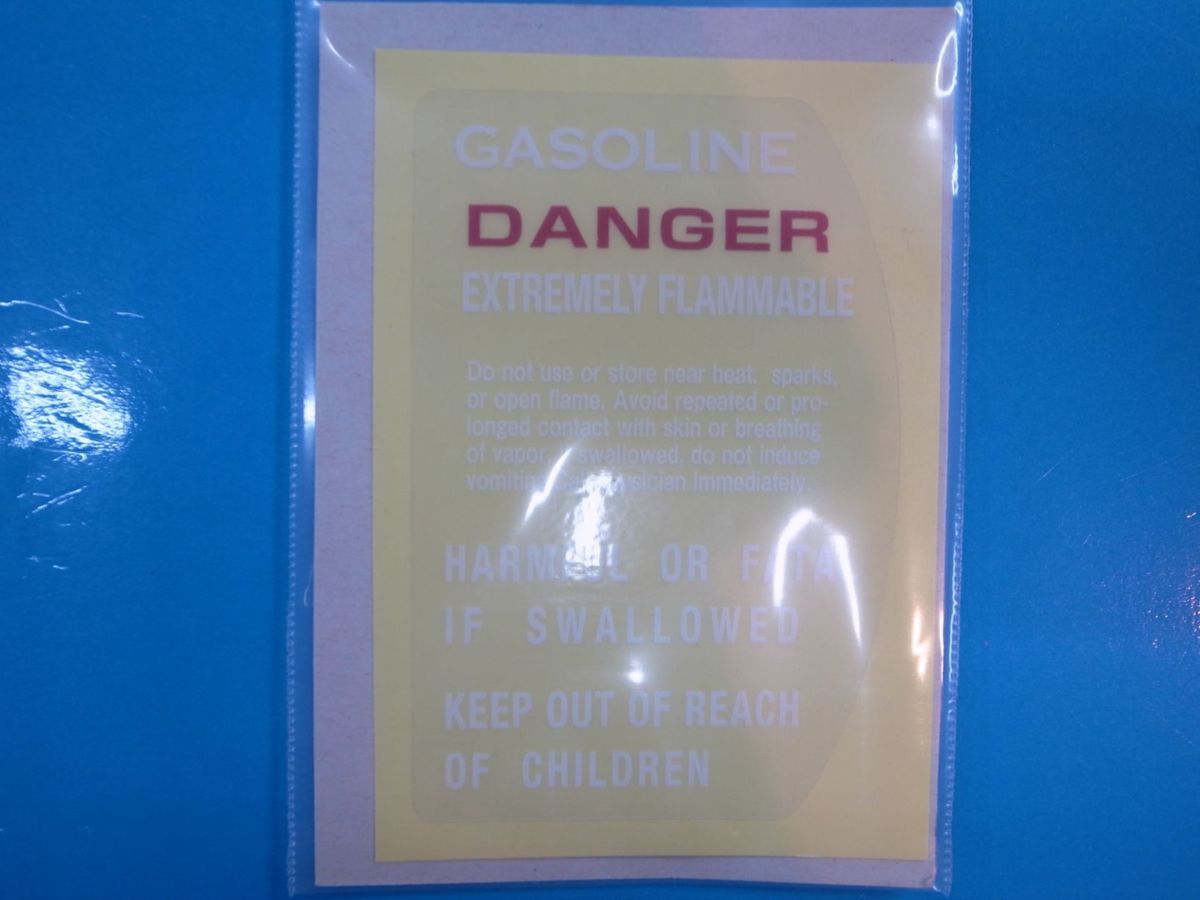 GASOLINE
DANGER
EXTREMELY FLAMMABLE
Do not use or store near heat, sparks,
or open flame. Avoid repeated or pro-
longed contact with skin or breathing
of vapor. swallowed, do not induce
immediately.
HARMFUL OR FATAL
IF SWALLOWED
KEEP OUT OF REACH
OF CHILDREN